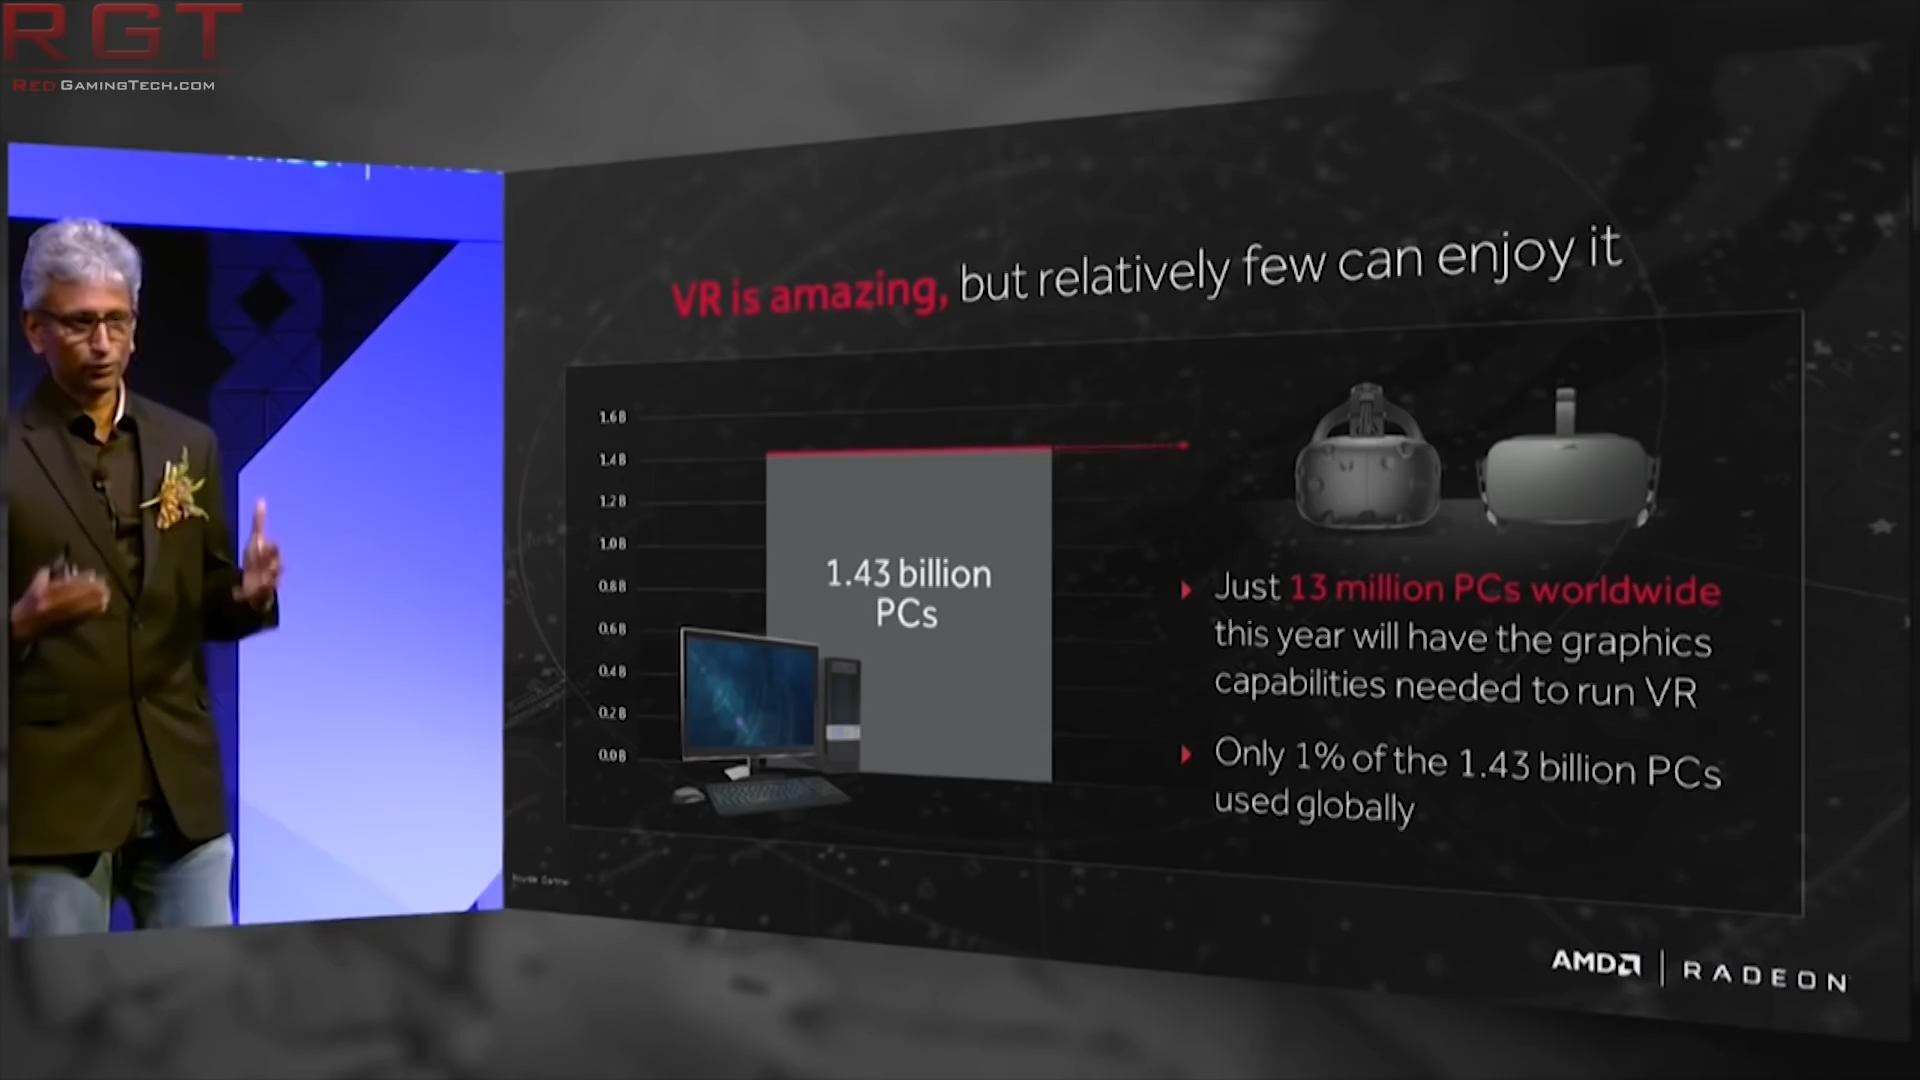 RGT
RedGamingTech.com
VR is amazing, but relatively few can enjoy it
1.6B
1.4B
1.2B
1.0B
0.8B
0.6B
0.4B
0.2B
0.0B
1.43 billion
PCs
Just 13 million PCs worldwide
this year will have the graphics
capabilities needed to run VR
Only 1% of the 1.43 billion PCs
used globally
AMD | RADEON